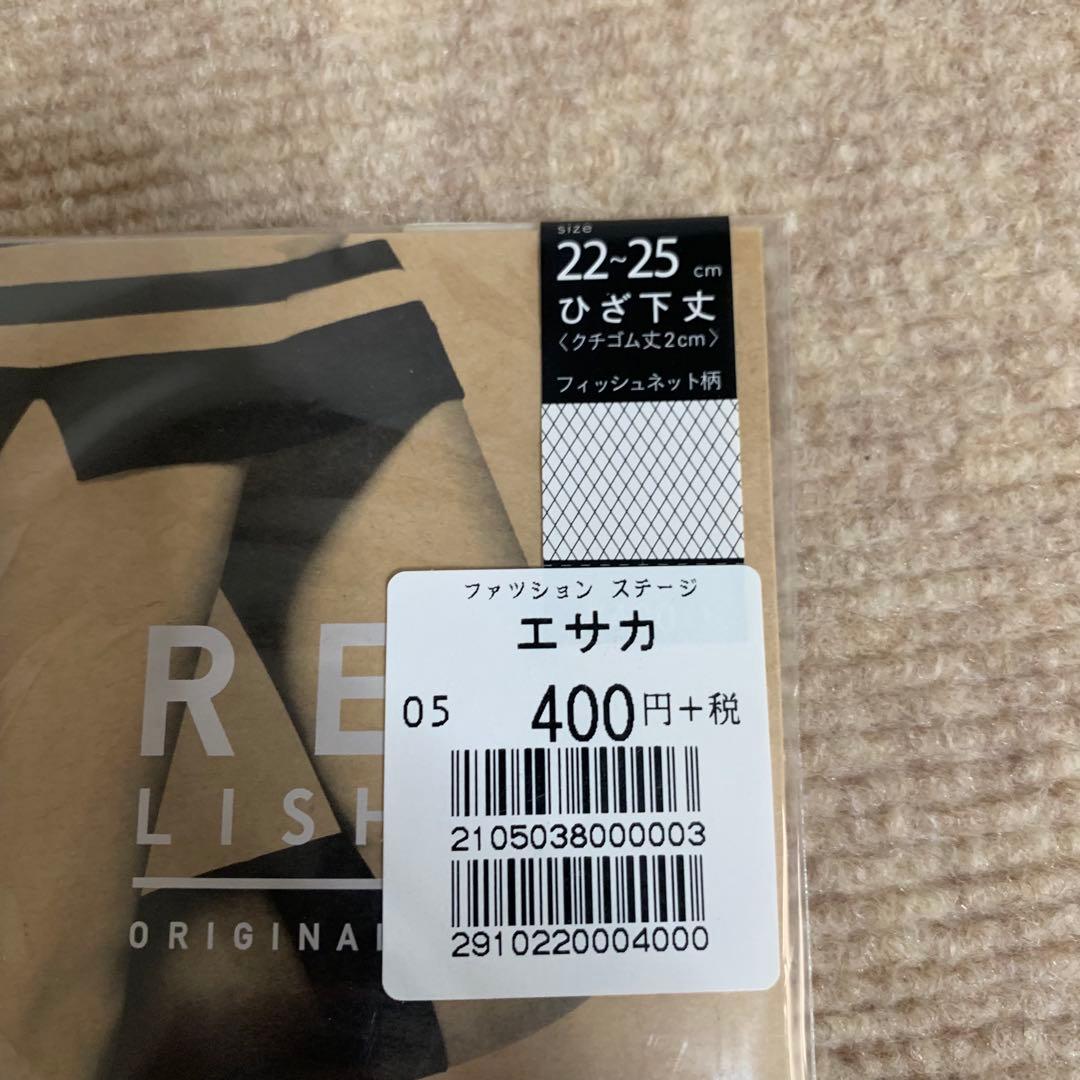 size
22~25 cm
ひざ下丈
〈クチゴム丈2cm〉
フィッシュネット柄
ファツション ステージ
エサカ
05 400円+税
2105038000003
2910220004000
RE
LISH
ORIGINAL